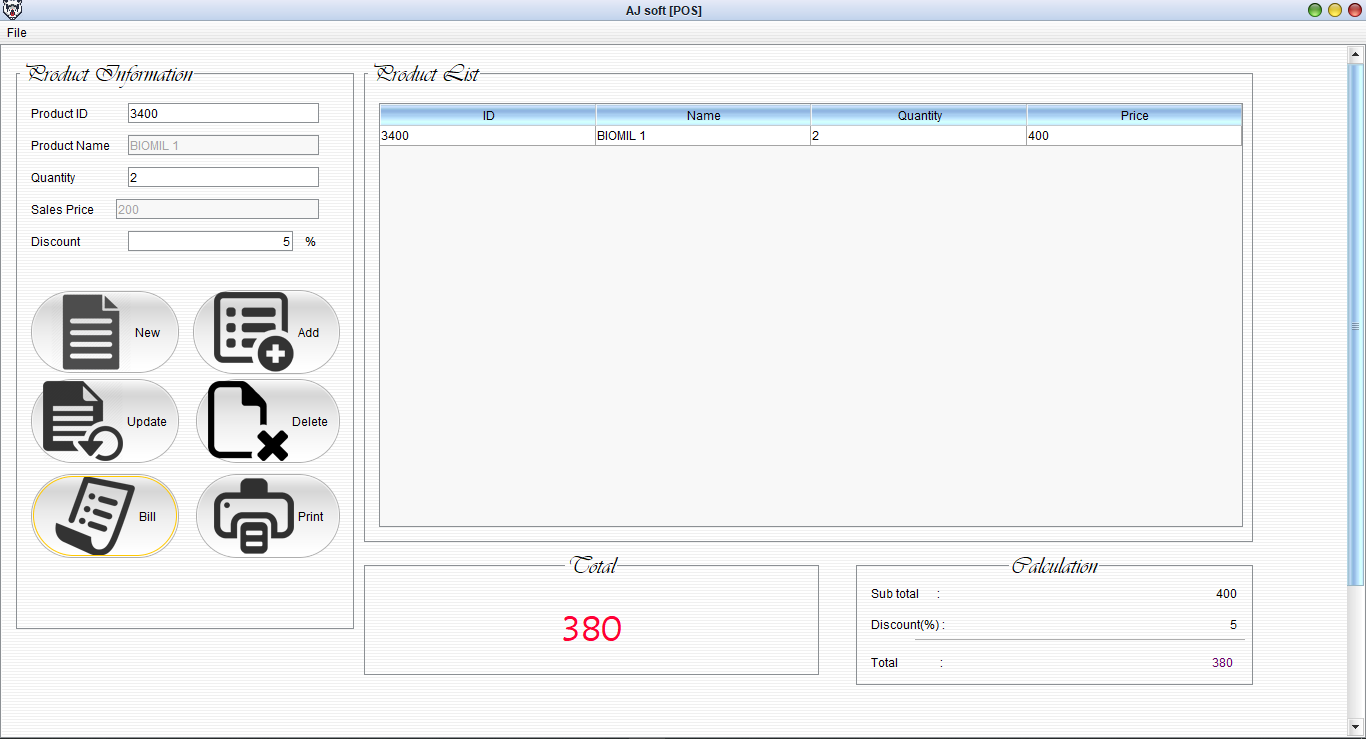 AJ soft [POS]
File
Product Information
Product ID 3400
Product Name BIOMIL 1
Quantity 2
Sales Price 200
Discount 5 %
New Add
Update Delete
Bill Print
Product List
ID Name Quantity Price
3400 BIOMIL 1 2 400
Total
380
Calculation
Sub total : 400
Discount(%) : 5
Total : 380